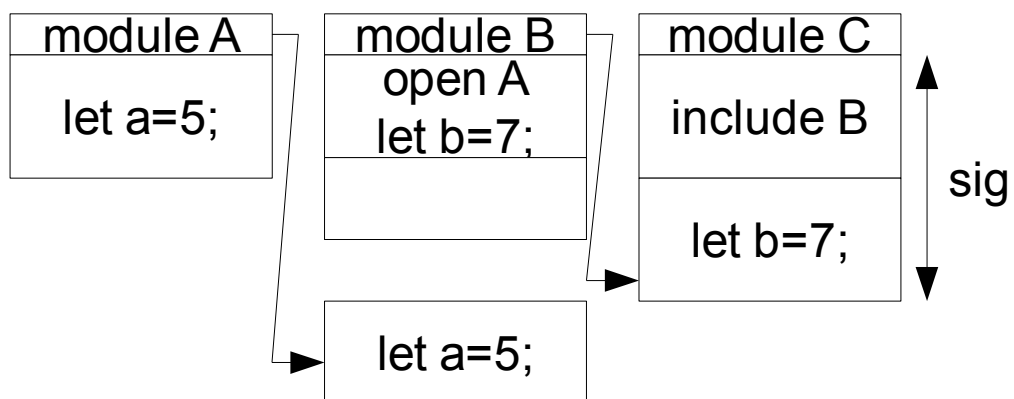 module A
let a=5;
module B
open A
let b=7;
let a=5;
module C
include B
let b=7;
sig